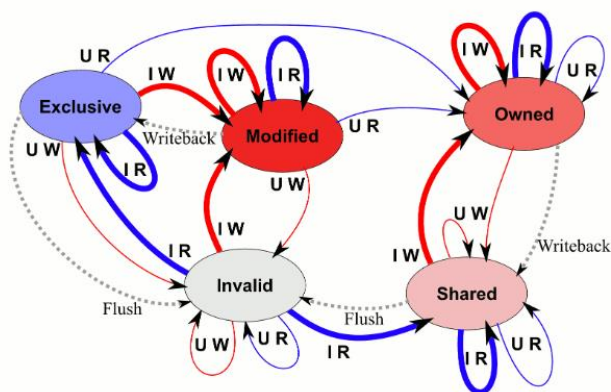 U R
I W
I W
I R
I W
I R
U R
Exclusive
Modified
Owned
Writeback
U R
U W
I R
U W
U W
I W
I W
Writeback
I R
Invalid
Shared
Flush
Flush
U W
U R
I R
I R
U R